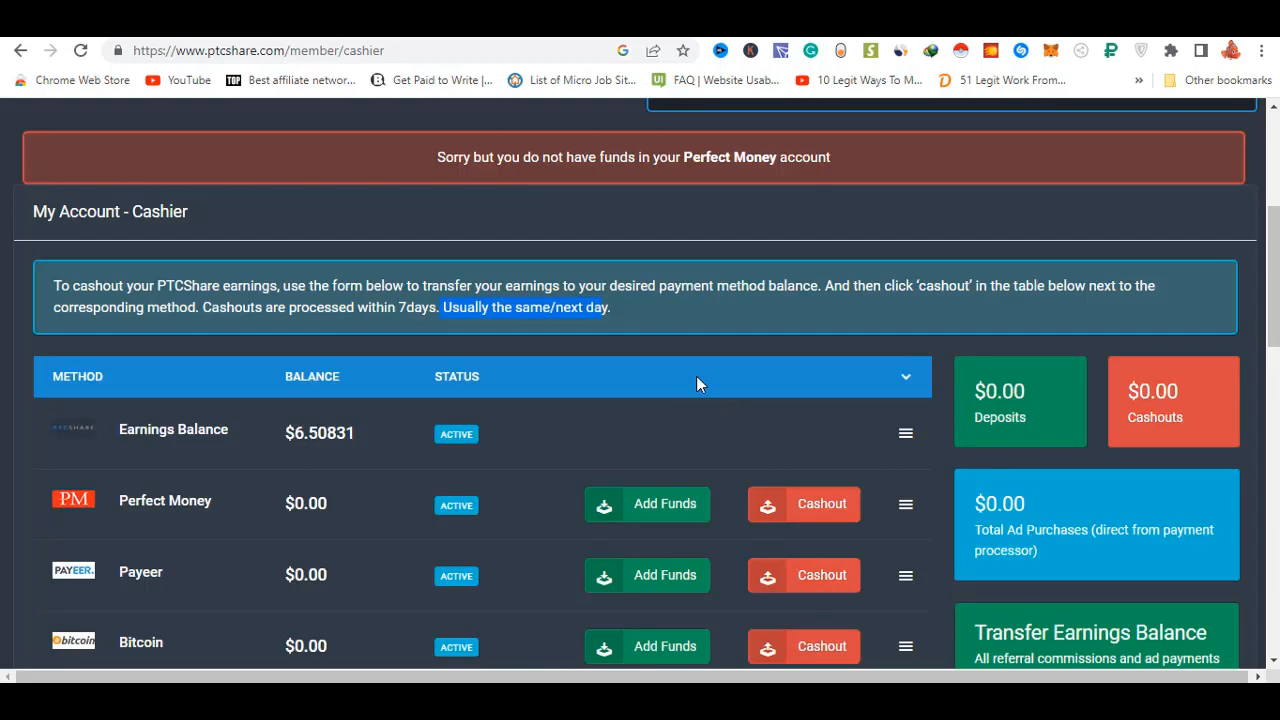 https://www.ptcshare.com/member/cashier
Chrome Web Store
YouTube
TOP
Best affiliate networ...
Get Paid to Write |...
List of Micro Job Sit...
UI
FAQ | Website Usab...
10 Legit Ways To M...
51 Legit Work From...
»
Other bookmarks
Sorry but you do not have funds in your Perfect Money account
My Account - Cashier
To cashout your PTCShare earnings, use the form below to transfer your earnings to your desired payment method balance. And then click ‘cashout’ in the table below next to the
corresponding method. Cashouts are processed within 7days. Usually the same/next day.
METHOD BALANCE STATUS
PTCSHARE Earnings Balance $6.50831 ACTIVE
PM Perfect Money $0.00 ACTIVE Add Funds Cashout
PAYEER. Payeer $0.00 ACTIVE Add Funds Cashout
bitcoin Bitcoin $0.00 ACTIVE Add Funds Cashout
$0.00
Deposits
$0.00
Cashouts
$0.00
Total Ad Purchases (direct from payment
processor)
Transfer Earnings Balance
All referral commissions and ad payments